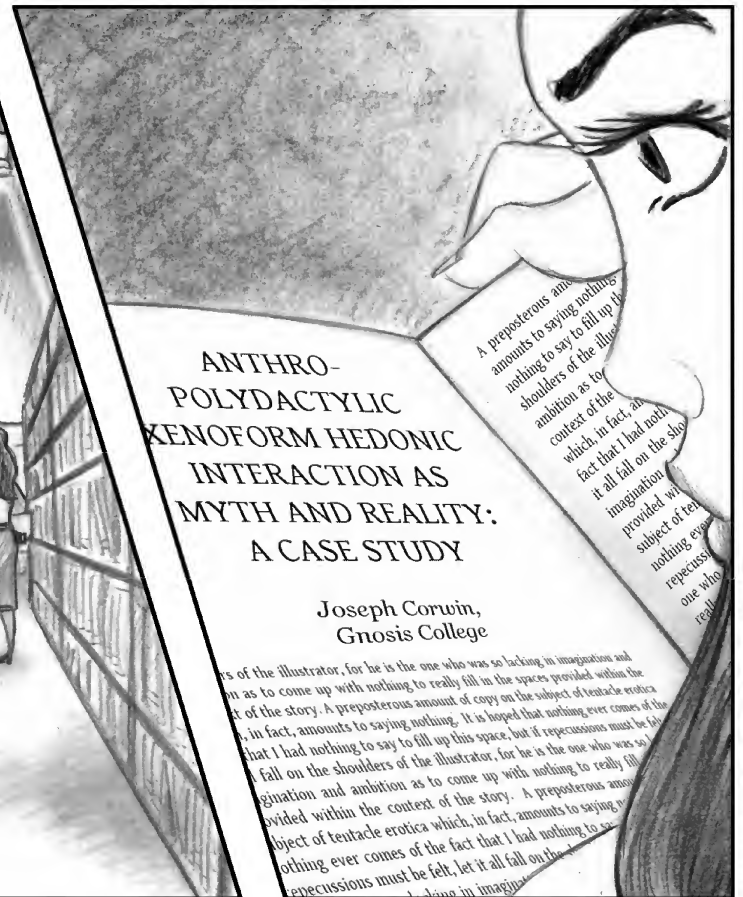 ANTHRO-
POLYDACTYLIC
XENOFORM HEDONIC
INTERACTION AS
MYTH AND REALITY:
A CASE STUDY
Joseph Corwin,
Gnosis College
of the illustrator, for he is the one who was so lacking in imagination and
as to come up with nothing to really fill in the spaces provided within the
of the story. A preposterous amount of copy on the subject of tentacle erotica
in fact, amounts to saying nothing. It is hoped that nothing ever comes of the
that I had nothing to say to fill up this space, but if repercussions must be felt,
fall on the shoulders of the illustrator, for he is the one who was so
and ambition as to come up with nothing to really fill
within the context of the story. A preposterous
of tentacle erotica which, in fact, amounts to saying
nothing ever comes of the fact that I had nothing to
repercussions must be felt, let it all fall on the
in
A preposterous
amounts to saying nothing.
nothing to say to fill up
shoulders of the
ambition as to
context of the
which, in fact,
fact that I had
it all fall on the
imagination
provided
subject of
nothing
one who